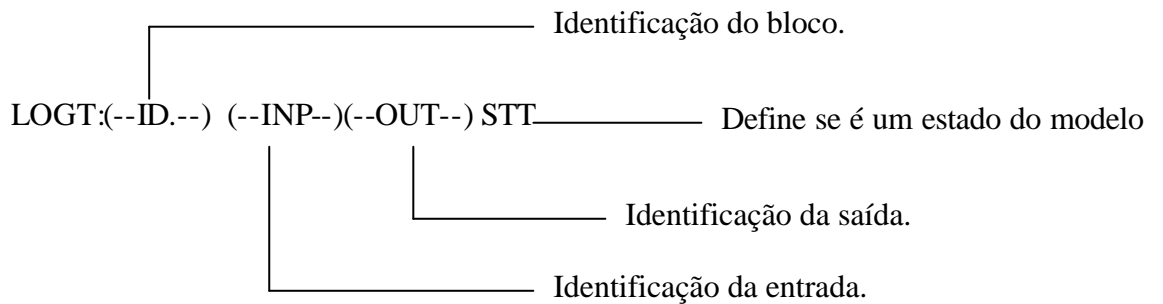 Identificação do bloco.
LOGT:(--ID.--) (--INP--)(--OUT--) STT
Define se é um estado do modelo
Identificação da saída.
Identificação da entrada.